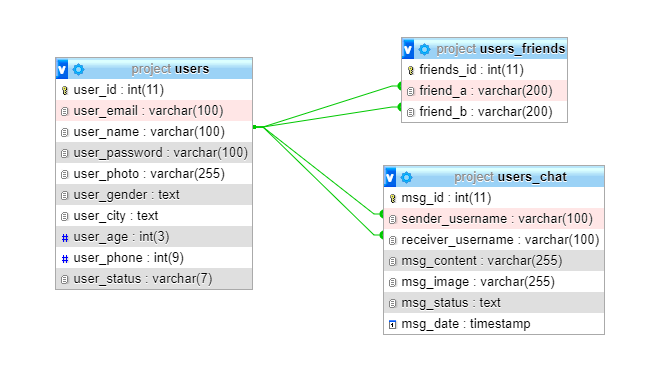 project users
user_id : int(11)
user_email : varchar(100)
user_name : varchar(100)
user_password : varchar(100)
user_photo : varchar(255)
user_gender : text
user_city : text
# user_age : int(3)
# user_phone : int(9)
user_status : varchar(7)
project users_friends
friends_id : int(11)
friend_a : varchar(200)
friend_b : varchar(200)
project users_chat
msg_id : int(11)
sender_username : varchar(100)
receiver_username : varchar(100)
msg_content : varchar(255)
msg_image : varchar(255)
msg_status : text
msg_date : timestamp